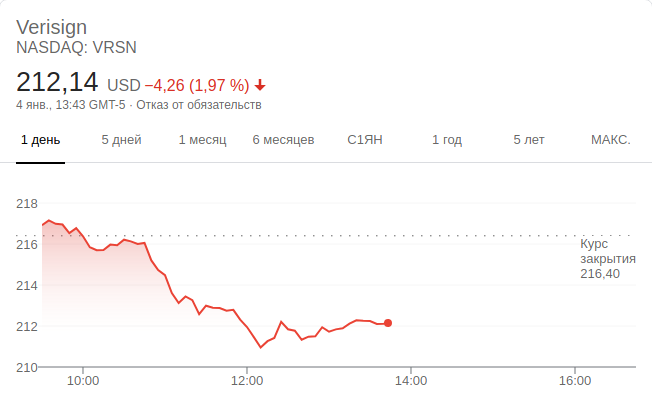 Verisign
NASDAQ: VRSN
212,14 USD −4,26 (1,97 %)
4 янв., 13:43 GMT-5 · Отказ от обязательств
1 день 5 дней 1 месяц 6 месяцев С1ЯН 1 год 5 лет МАКС.
218
216
214
212
210
Курс
закрытия
216,40
10:00 12:00 14:00 16:00